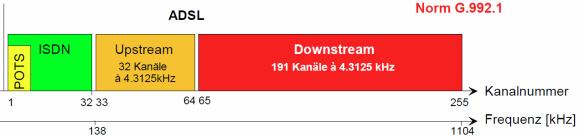 Norm G.992.1
ADSL
POTS
ISDN
Upstream
32 Kanäle
à 4.3125kHz
Downstream
191 Kanäle à 4.3125 kHz
1 32 33 64 65 255 Kanalnummer
138 1104 Frequenz [kHz]